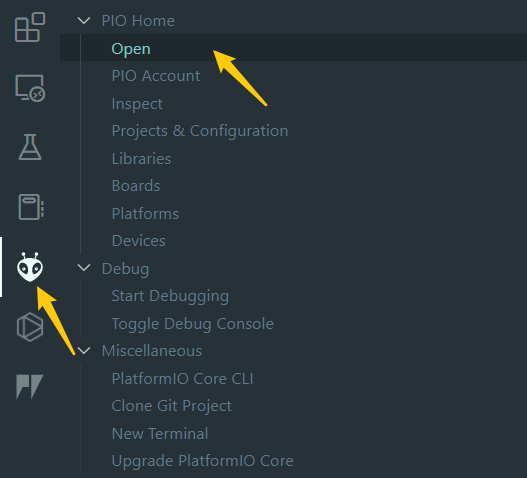 PIO Home
Open
PIO Account
Inspect
Projects & Configuration
Libraries
Boards
Platforms
Devices
Debug
Start Debugging
Toggle Debug Console
Miscellaneous
PlatformIO Core CLI
Clone Git Project
New Terminal
Upgrade PlatformIO Core